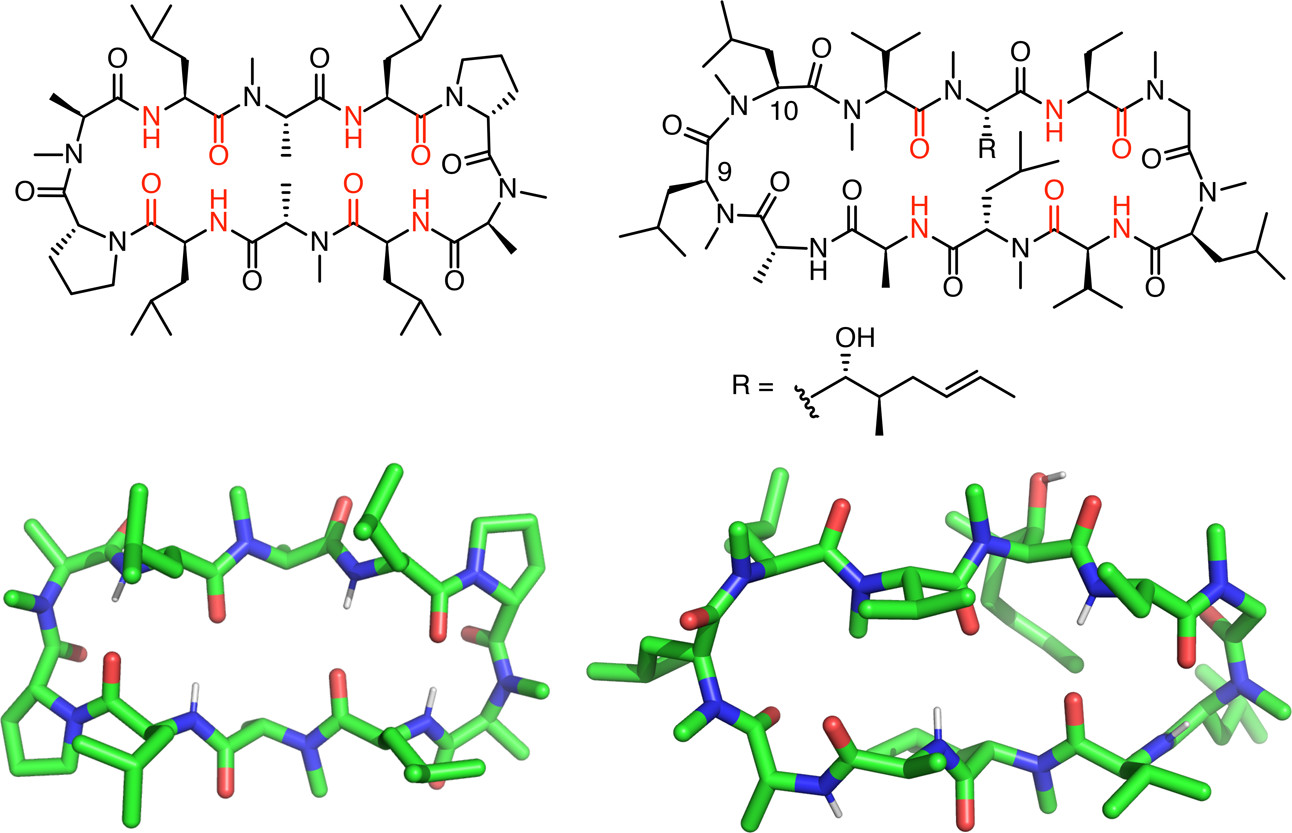 O O
N N
N N
H H
N O O O
O O H O H N
N N
N N
O O
O O
N 10 N N N N
H
O O R O O
9 O O H O H N
N N N N N O
H
O O
OH
R =